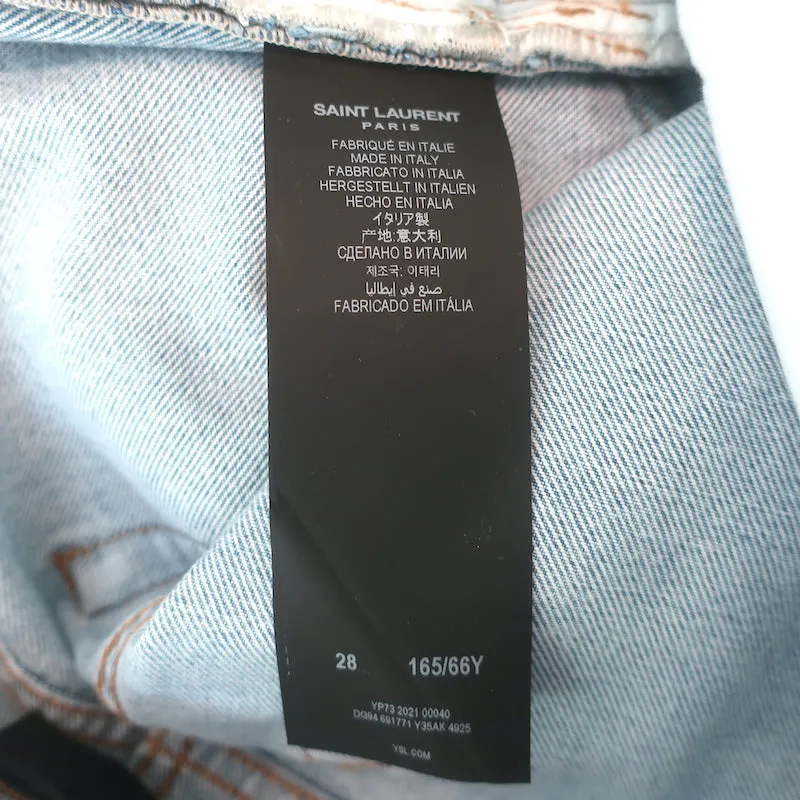 SAINT LAURENT
PARIS
FABRIQUÉ EN ITALIE
MADE IN ITALY
FABBRICATO IN ITALIA
HERGESTELLT IN ITALIEN
HECHO EN ITALIA
イタリア製
产地:意大利
СДЕЛАНО В ИТАЛИИ
제조국: 이태리
صنع في إيطاليا
FABRICADO EM ITÁLIA
28 165/66Y
YP73 2021 00040
DG94 691771 Y35AK 4925
YSL.COM